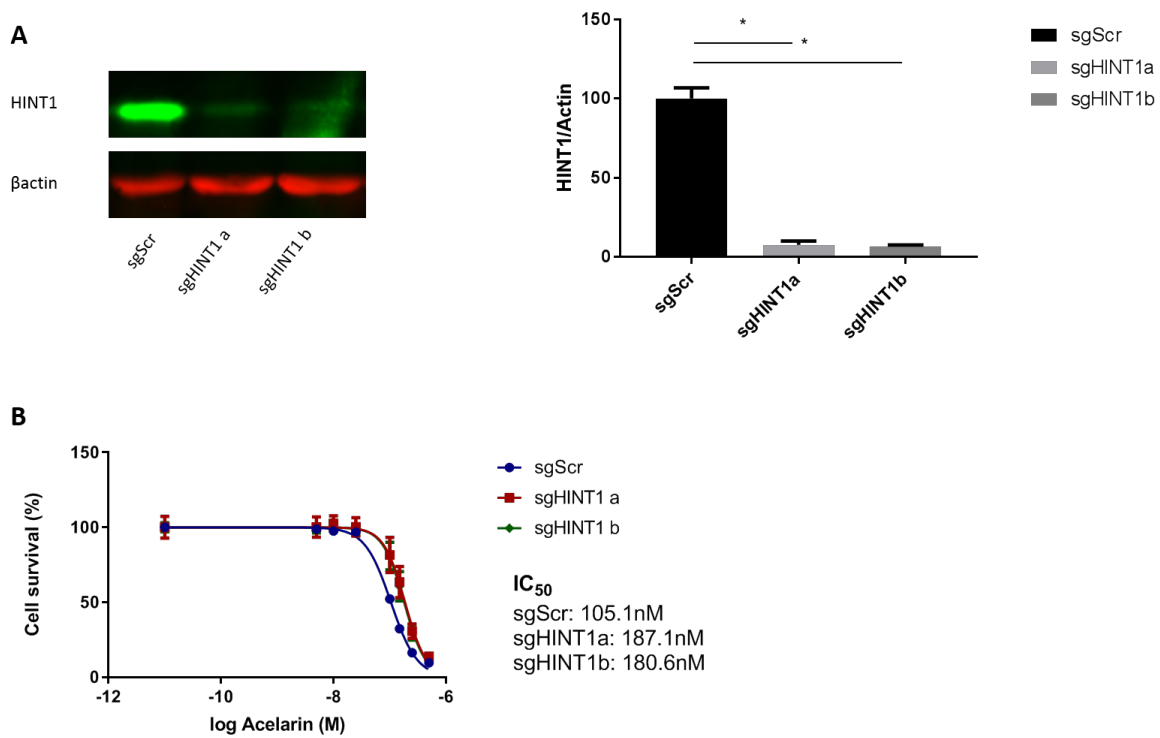 A
HINT1
βactin
sgScr
sgHINT1 a
sgHINT1 b
150
100
50
0
HINT1/Actin
*
*
sgScr
sgHINT1a
sgHINT1b
sgScr
sgHINT1a
sgHINT1b
B
150
100
50
0
Cell survival (%)
-12
-10
-8
-6
log Acelarin (M)
sgScr
sgHINT1 a
sgHINT1 b
IC50
sgScr: 105.1nM
sgHINT1a: 187.1nM
sgHINT1b: 180.6nM